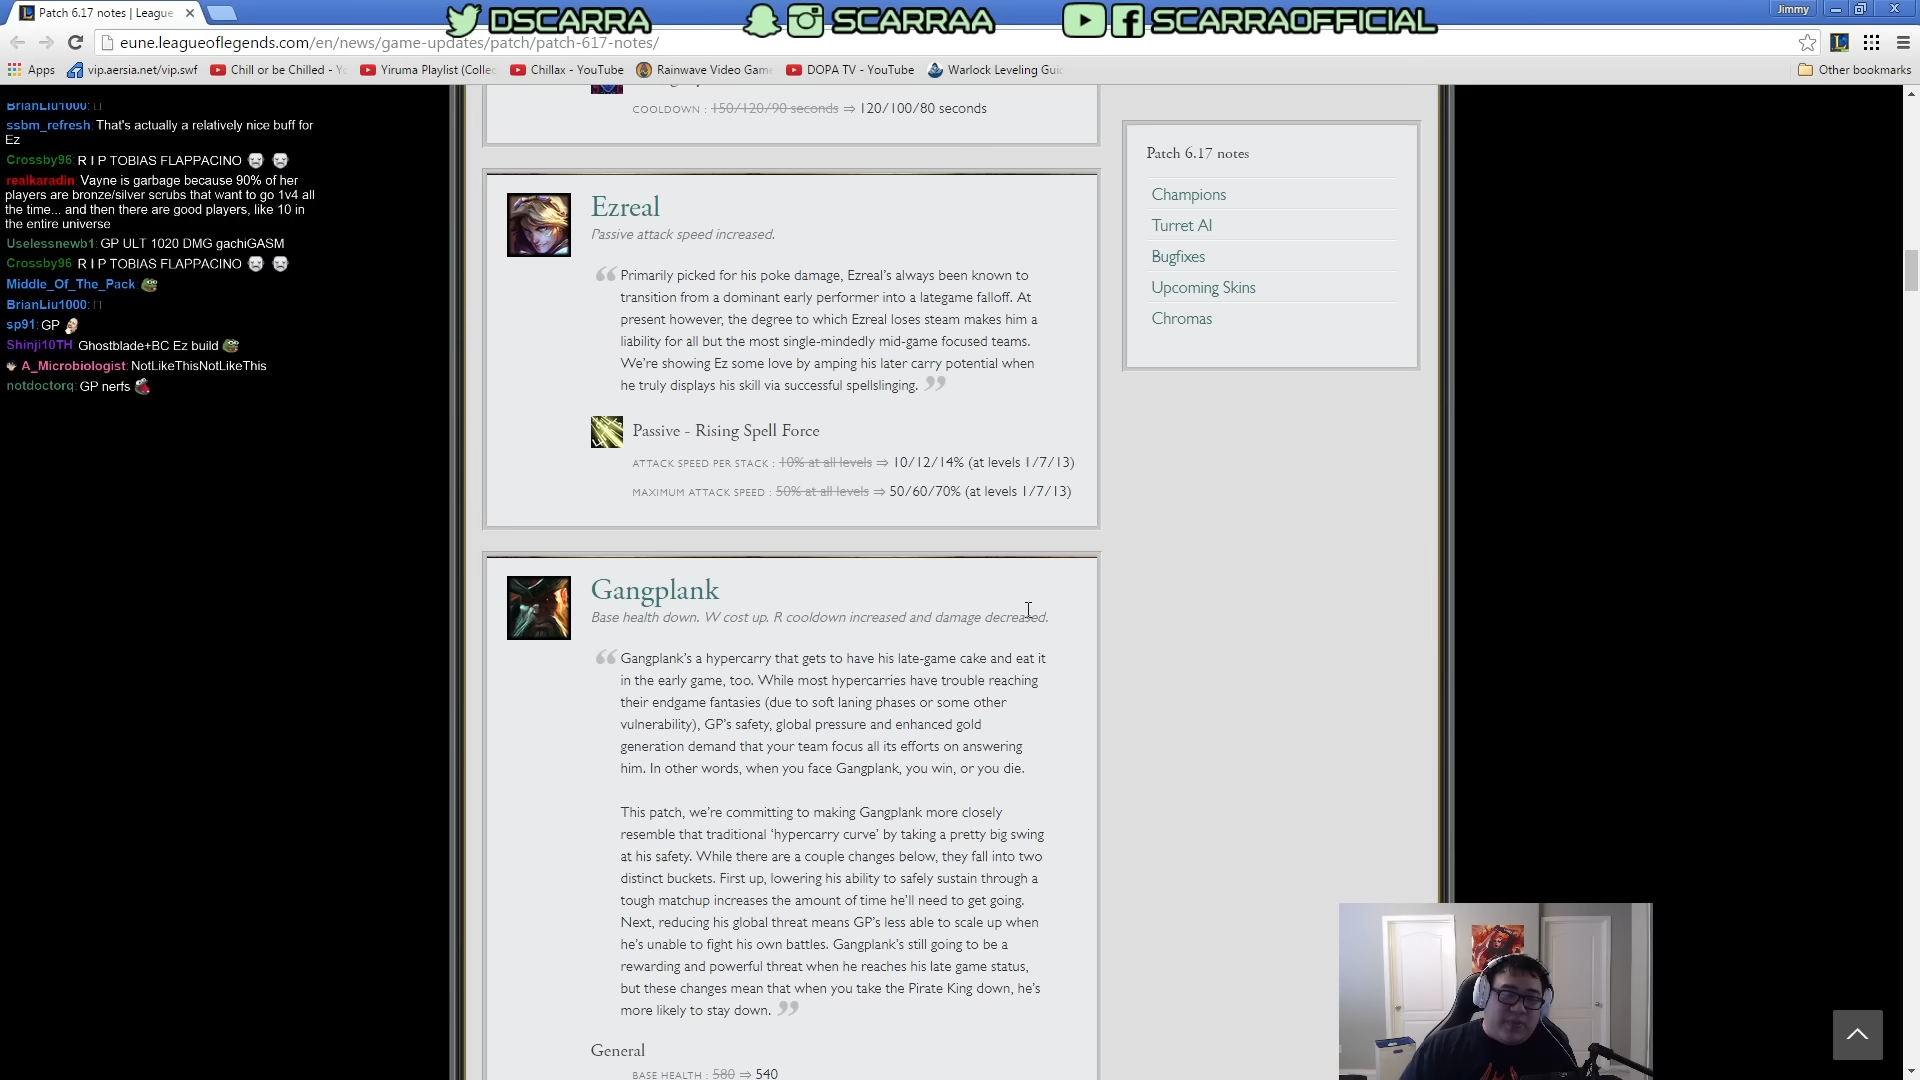 Patch 6.17 notes | League
Jimmy
DSCARRA
SCARRAA
SCARRAOFFICIAL
eune.leagueoflegends.com/en/news/game-updates/patch/patch-617-notes/
Apps
vip.aersia.net/vip.swf
Chill or be Chilled - Yo
Yiruma Playlist (Collec
Chillax - YouTube
Rainwave Video Game
DOPA TV - YouTube
Warlock Leveling Guid
Other bookmarks
BrianLiu1000:
ssbm_refresh: That's actually a relatively nice buff for
Ez
Crossby96: R I P TOBIAS FLAPPACINO
realkaradin: Vayne is garbage because 90% of her
players are bronze/silver scrubs that want to go 1v4 all
the time... and then there are good players, like 10 in
the entire universe
Uselessnewb1: GP ULT 1020 DMG gachiGASM
Crossby96: R I P TOBIAS FLAPPACINO
Middle_Of_The_Pack:
BrianLiu1000:
sp91: GP
Shinji10TH: Ghostblade+BC Ez build
A_Microbiologist: NotLikeThisNotLikeThis
notdoctorq: GP nerfs
COOLDOWN : 150/120/90 seconds ⇒ 120/100/80 seconds
Ezreal
Passive attack speed increased.
“ Primarily picked for his poke damage, Ezreal's always been known to
transition from a dominant early performer into a lategame falloff. At
present however, the degree to which Ezreal loses steam makes him a
liability for all but the most single-mindedly mid-game focused teams.
We're showing Ez some love by amping his later carry potential when
he truly displays his skill via successful spellslinging. ”
Passive - Rising Spell Force
ATTACK SPEED PER STACK : 10% at all levels ⇒ 10/12/14% (at levels 1/7/13)
MAXIMUM ATTACK SPEED : 50% at all levels ⇒ 50/60/70% (at levels 1/7/13)
Gangplank
Base health down. W cost up. R cooldown increased and damage decreased.
“ Gangplank's a hypercarry that gets to have his late-game cake and eat it
in the early game, too. While most hypercarries have trouble reaching
their endgame fantasies (due to soft laning phases or some other
vulnerability), GP's safety, global pressure and enhanced gold
generation demand that your team focus all its efforts on answering
him. In other words, when you face Gangplank, you win, or you die.
This patch, we're committing to making Gangplank more closely
resemble that traditional ‘hypercarry curve’ by taking a pretty big swing
at his safety. While there are a couple changes below, they fall into two
distinct buckets. First up, lowering his ability to safely sustain through a
tough matchup increases the amount of time he'll need to get going.
Next, reducing his global threat means GP's less able to scale up when
he's unable to fight his own battles. Gangplank's still going to be a
rewarding and powerful threat when he reaches his late game status,
but these changes mean that when you take the Pirate King down, he's
more likely to stay down. ”
General
BASE HEALTH : 580 ⇒ 540
Patch 6.17 notes
Champions
Turret AI
Bugfixes
Upcoming Skins
Chromas